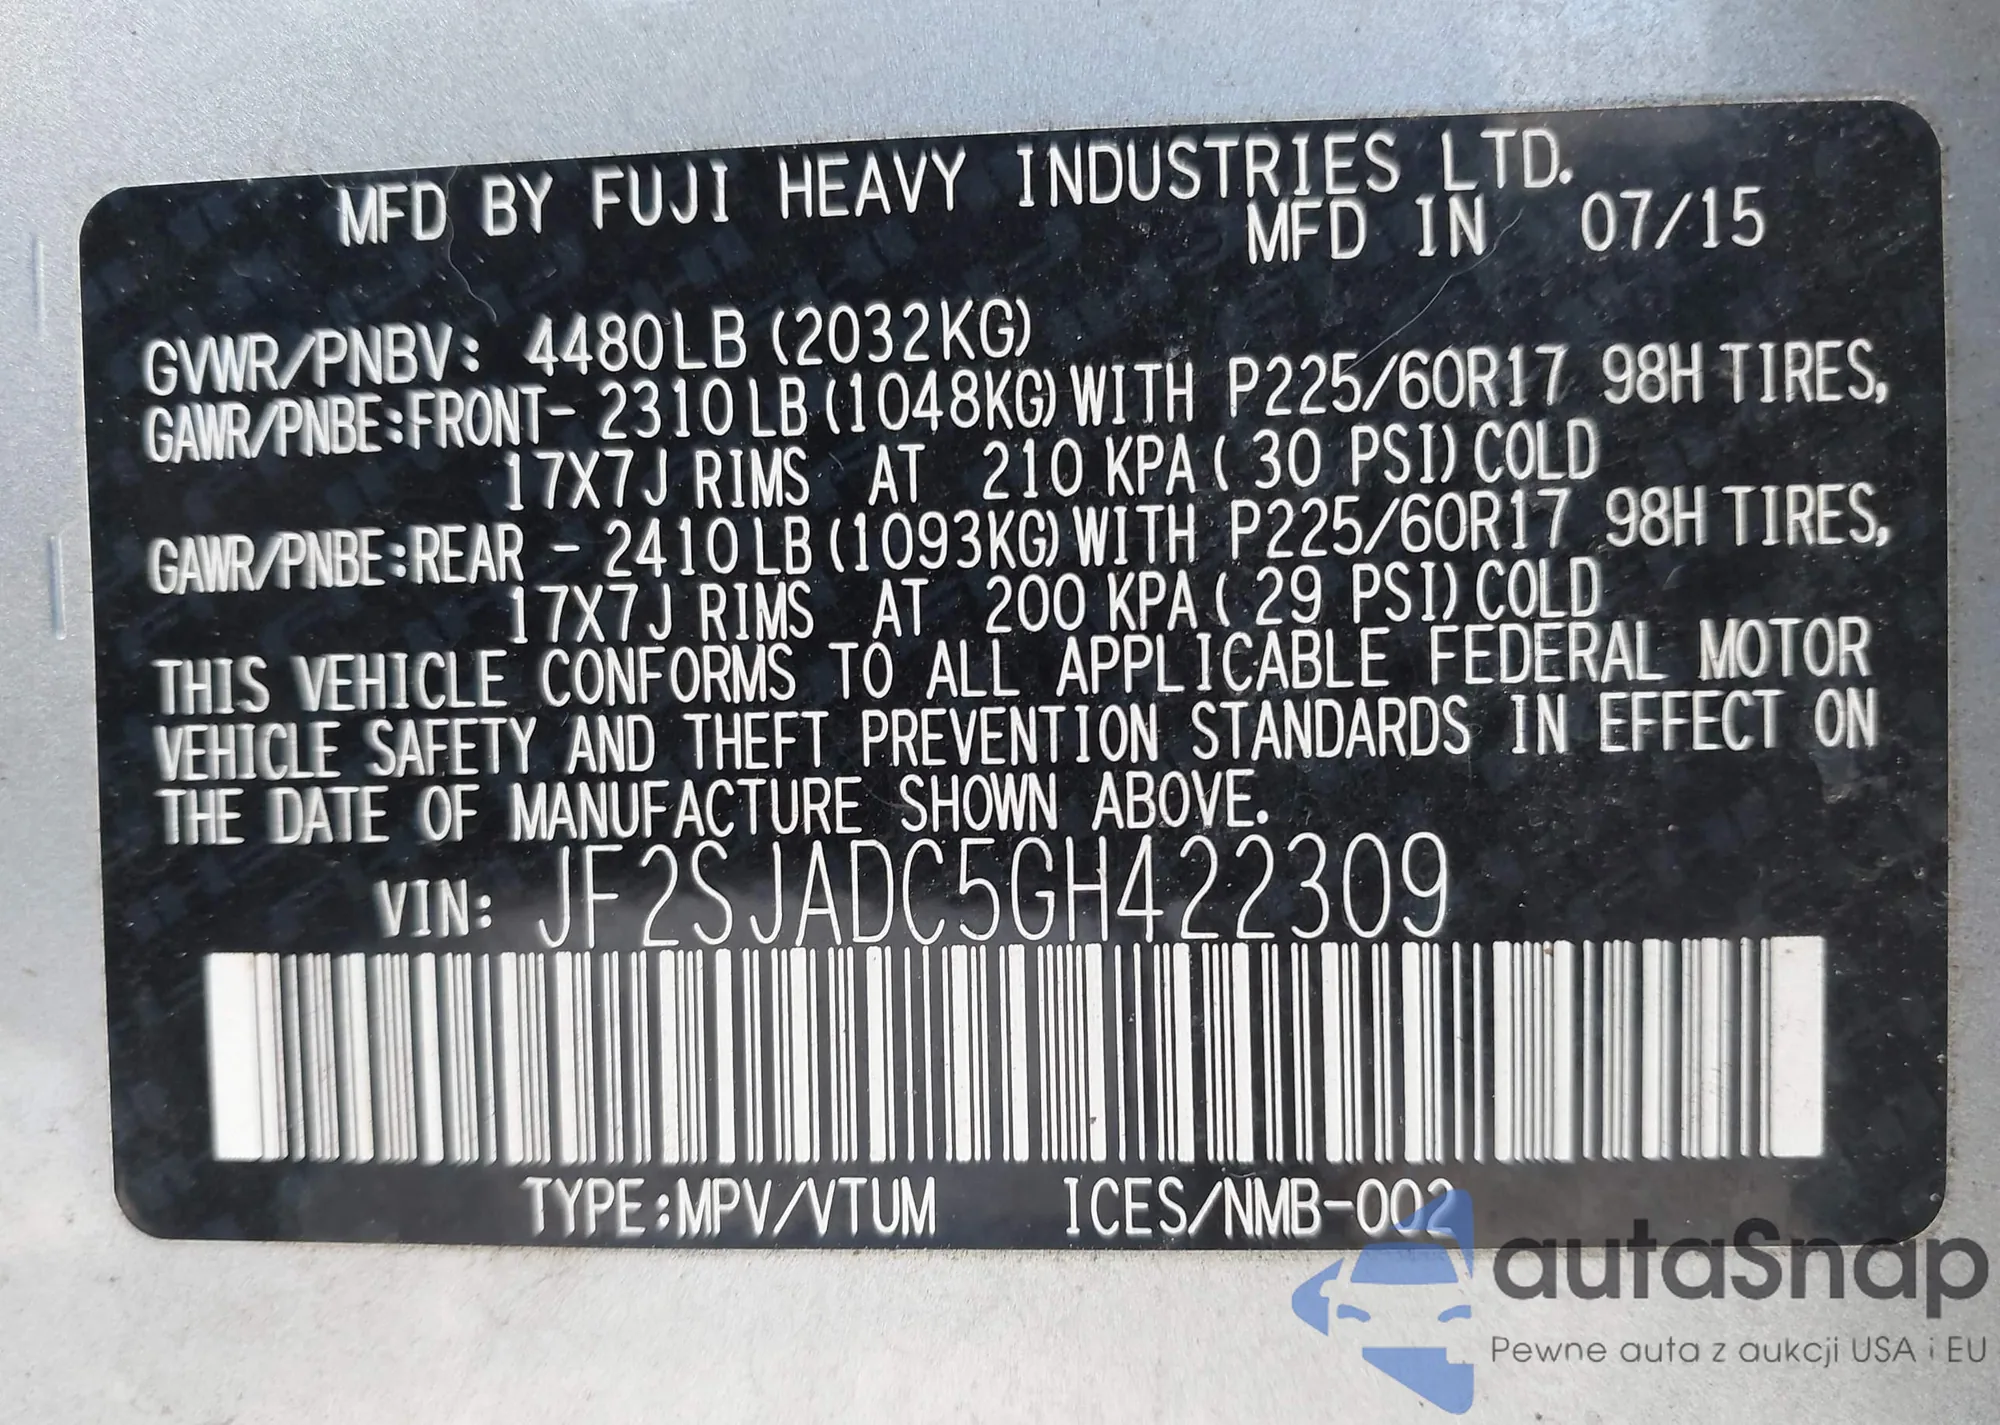 MFD BY FUJI HEAVY INDUSTRIES LTD.
MFD IN 07/15
GVWR/PNBV: 4480LB (2032KG)
GAWR/PNBE:FRONT- 2310LB (1048KG) WITH P225/60R17 98H TIRES,
17X7J RIMS AT 210 KPA ( 30 PSI) COLD
GAWR/PNBE:REAR - 2410LB (1093KG) WITH P225/60R17 98H TIRES,
17X7J RIMS AT 200 KPA ( 29 PSI) COLD
THIS VEHICLE CONFORMS TO ALL APPLICABLE FEDERAL MOTOR
VEHICLE SAFETY AND THEFT PREVENTION STANDARDS IN EFFECT ON
THE DATE OF MANUFACTURE SHOWN ABOVE.
VIN: JF2SJADC5GH422309
TYPE:MPV/VTUM ICES/NMB-002
autaSnap
Pewne auta z aukcji USA i EU